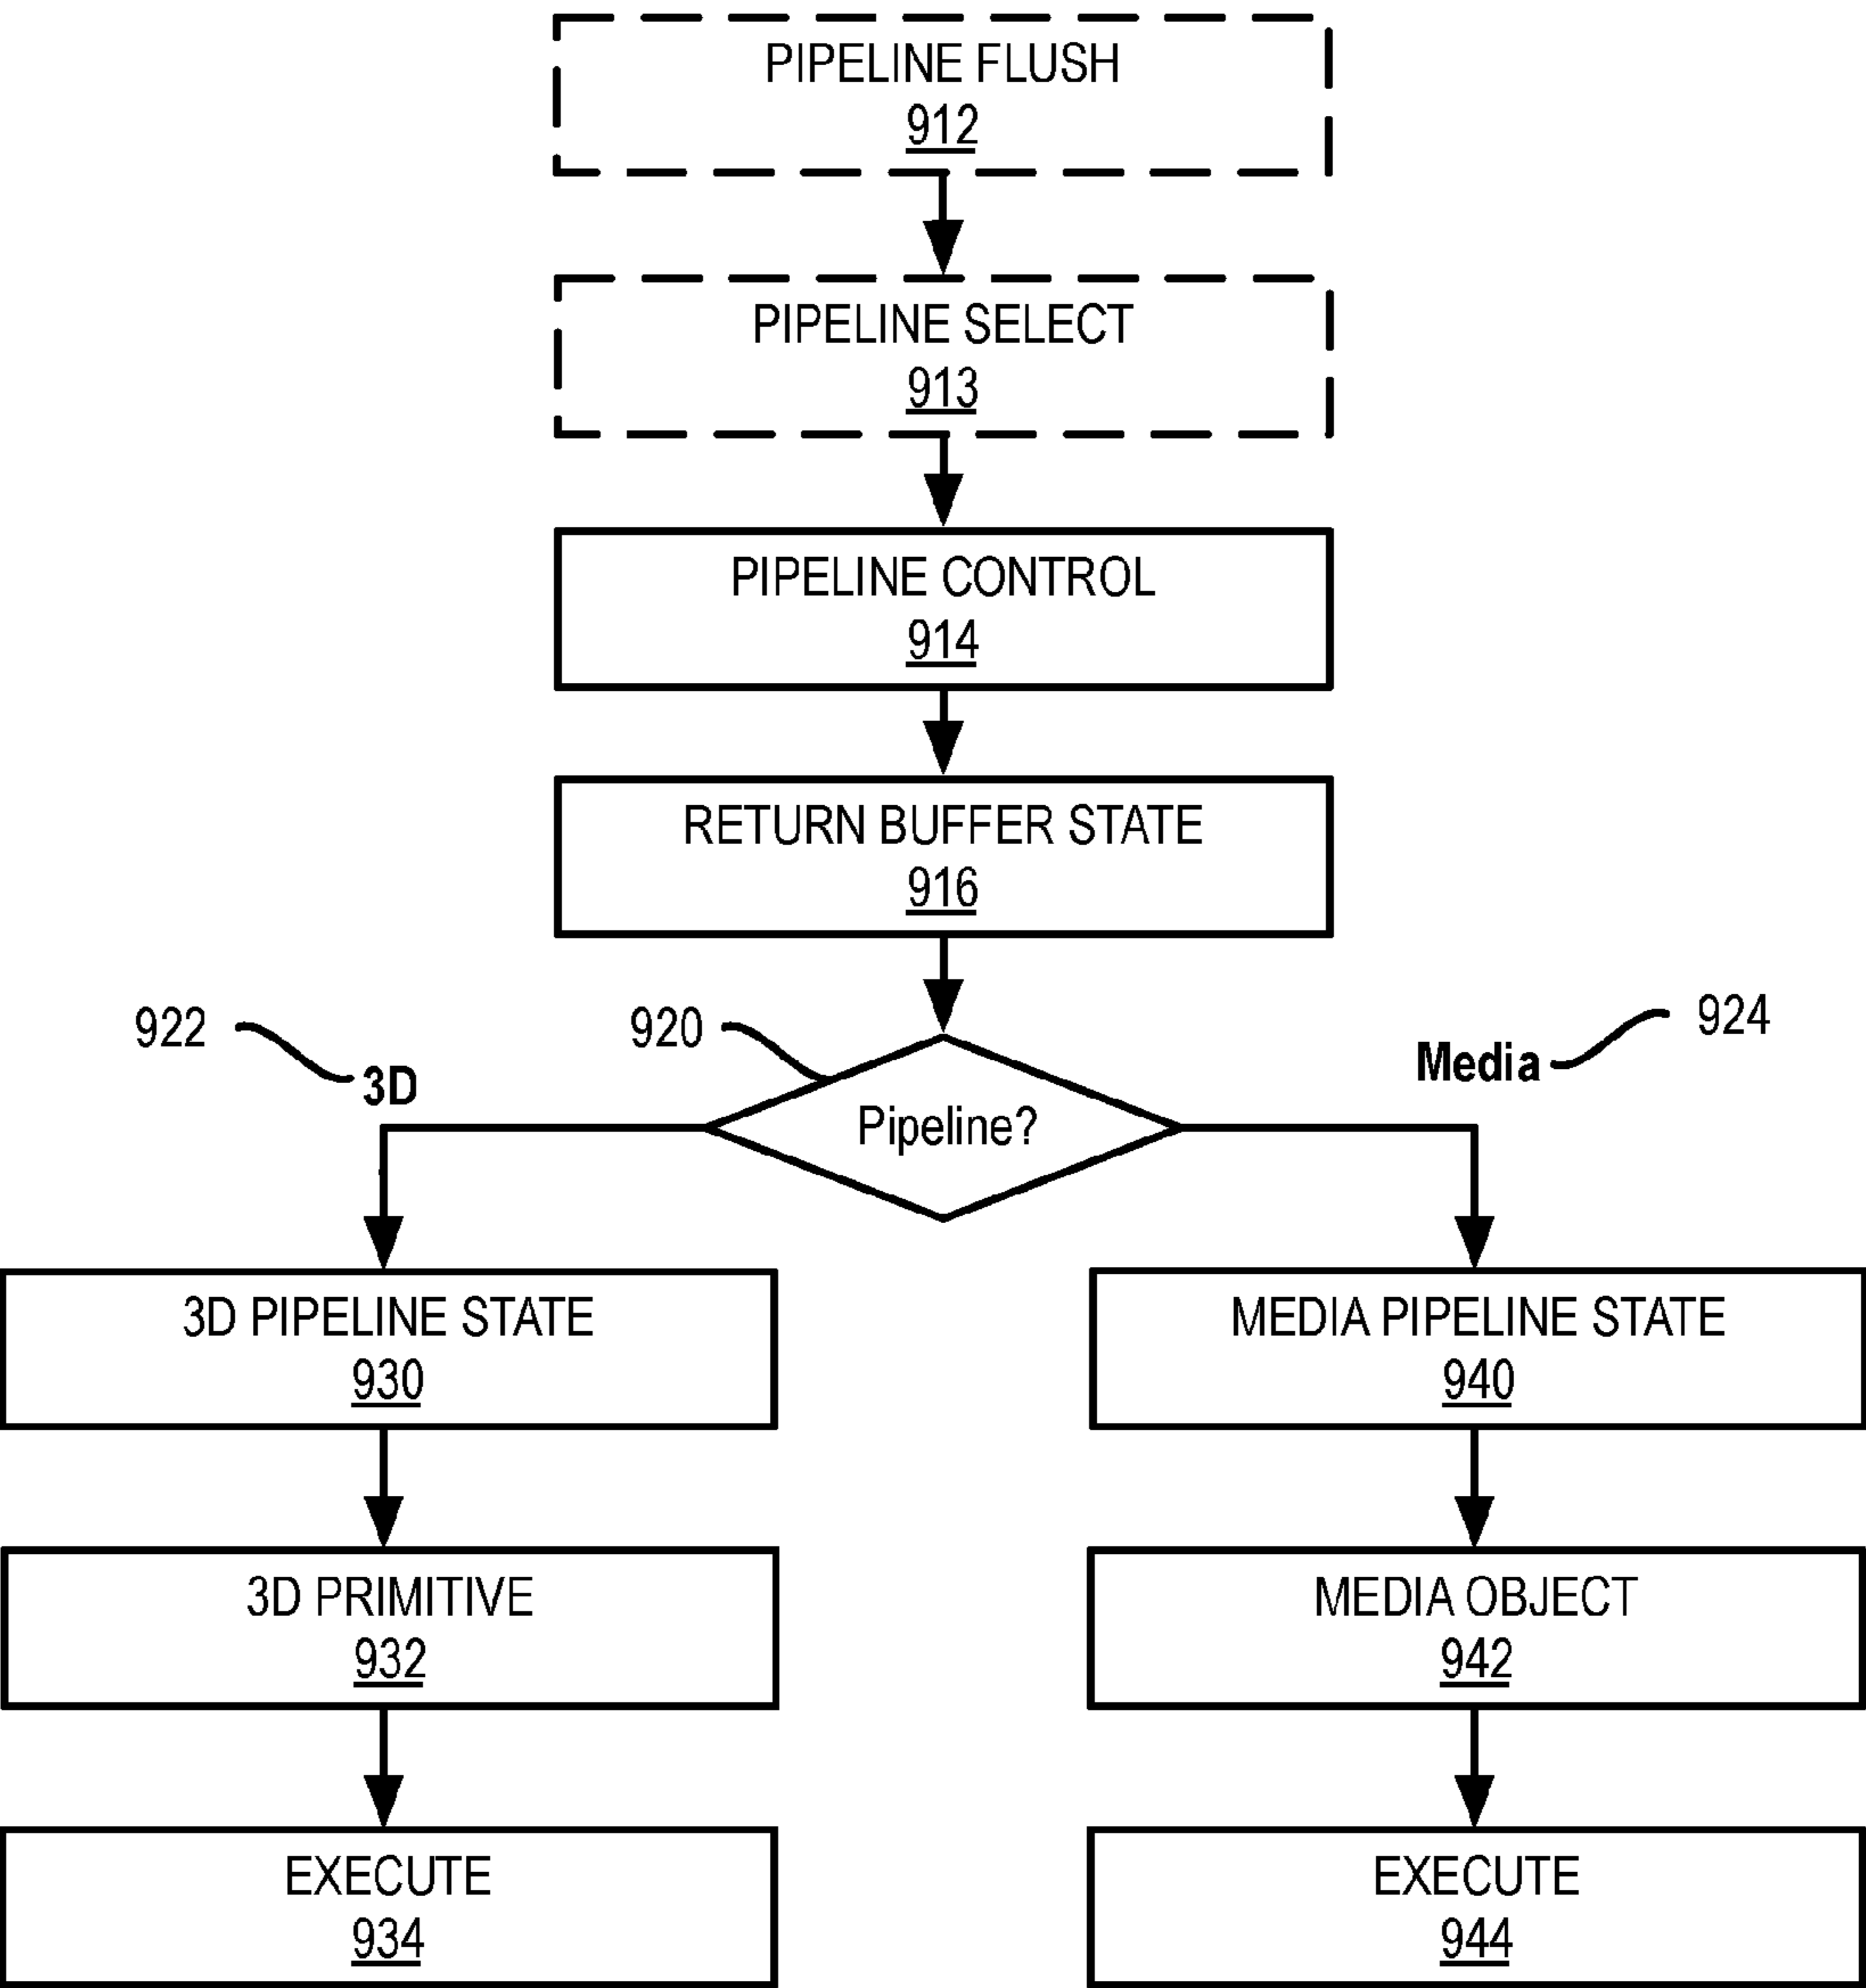 PIPELINE FLUSH
912
PIPELINE SELECT
913
PIPELINE CONTROL
914
RETURN BUFFER STATE
916
922
3D
920
Pipeline?
Media
924
3D PIPELINE STATE
930
MEDIA PIPELINE STATE
940
3D PRIMITIVE
932
MEDIA OBJECT
942
EXECUTE
934
EXECUTE
944